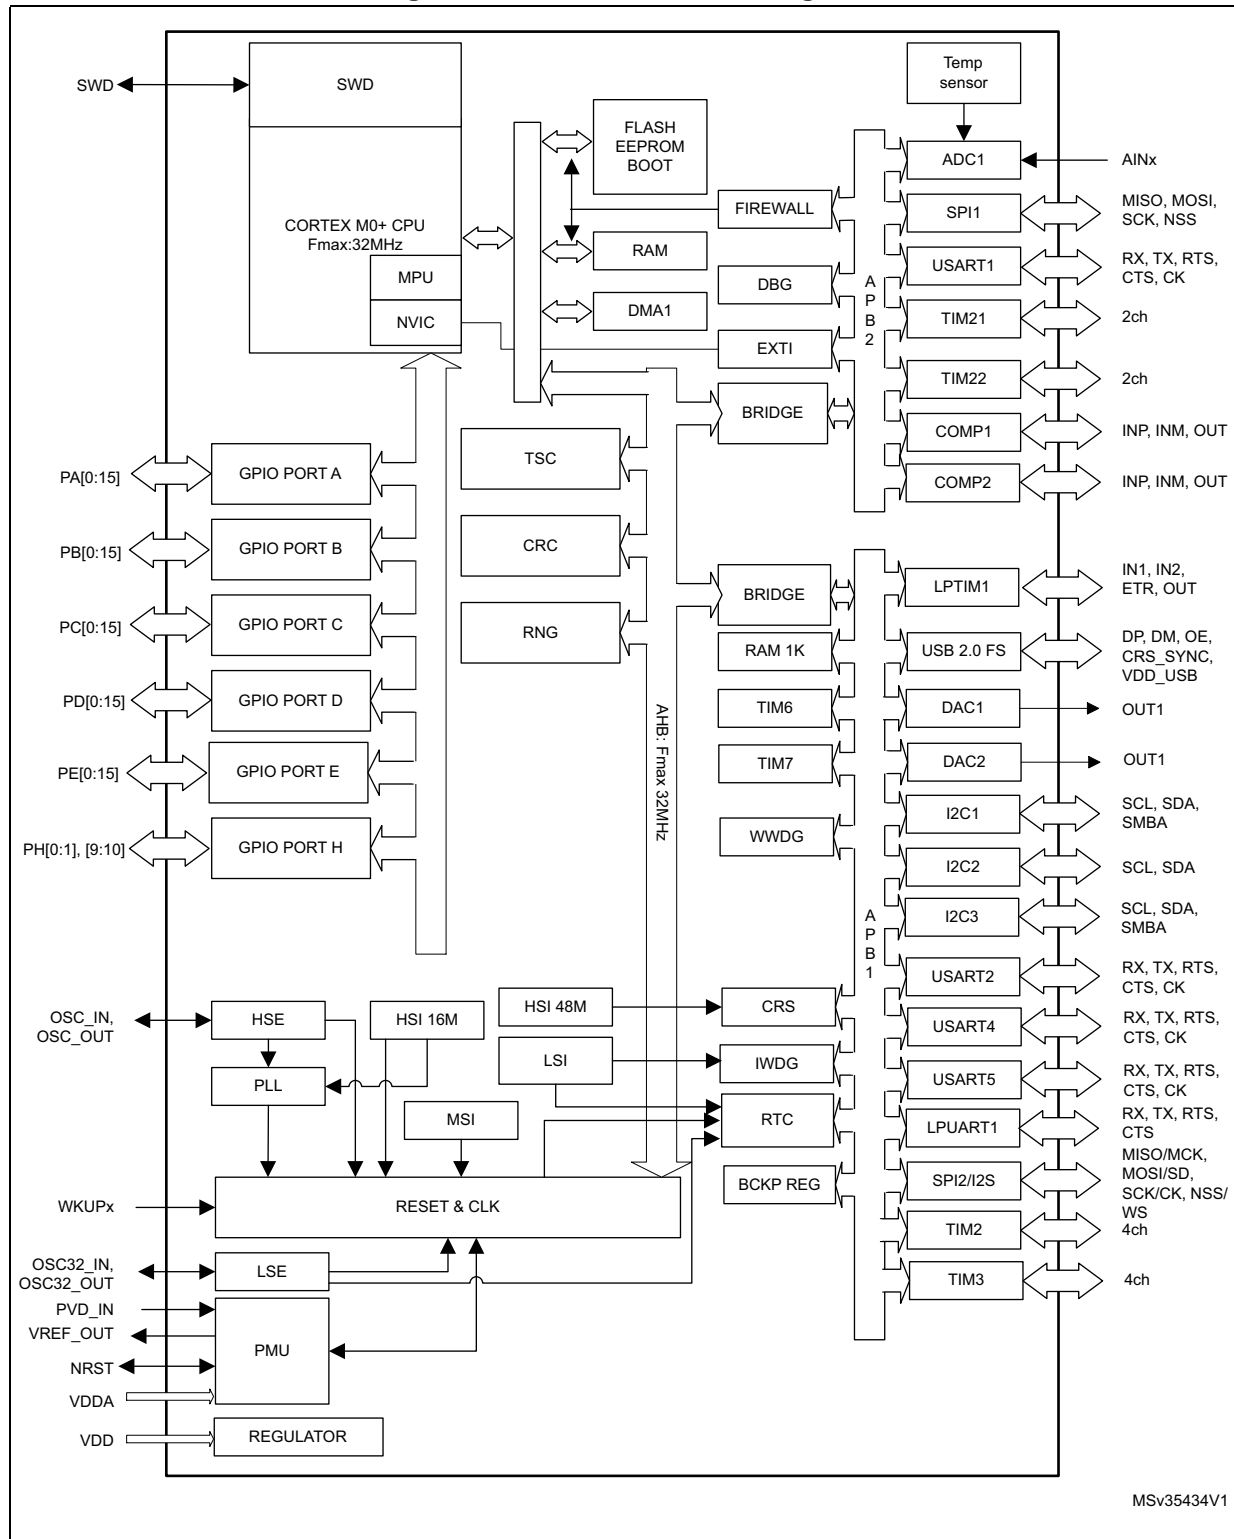 SWD
SWD
Temp
sensor
FLASH
EEPROM
BOOT
ADC1
AINx
FIREWALL
SPI1
MISO, MOSI,
SCK, NSS
CORTEX M0+ CPU
Fmax:32MHz
RAM
USART1
RX, TX, RTS,
CTS, CK
MPU
DBG
A
P
B
2
NVIC
DMA1
TIM21
2ch
EXTI
TIM22
2ch
BRIDGE
COMP1
INP, INM, OUT
TSC
COMP2
INP, INM, OUT
PA[0:15]
GPIO PORT A
PB[0:15]
GPIO PORT B
CRC
BRIDGE
LPTIM1
IN1, IN2,
ETR, OUT
PC[0:15]
GPIO PORT C
RNG
RAM 1K
USB 2.0 FS
DP, DM, OE,
CRS_SYNC,
VDD_USB
PD[0:15]
GPIO PORT D
AHB: Fmax 32MHz
TIM6
DAC1
OUT1
PE[0:15]
GPIO PORT E
TIM7
DAC2
OUT1
I2C1
SCL, SDA,
SMBA
PH[0:1], [9:10]
GPIO PORT H
WWDG
I2C2
SCL, SDA
A
P
B
1
I2C3
SCL, SDA,
SMBA
USART2
RX, TX, RTS,
CTS, CK
OSC_IN,
OSC_OUT
HSE
HSI 16M
HSI 48M
CRS
USART4
RX, TX, RTS,
CTS, CK
LSI
IWDG
PLL
USART5
RX, TX, RTS,
CTS, CK
MSI
RTC
LPUART1
RX, TX, RTS,
CTS
BCKP REG
SPI2/I2S
MISO/MCK,
MOSI/SD,
SCK/CK, NSS/
WS
WKUPx
RESET & CLK
TIM2
4ch
OSC32_IN,
OSC32_OUT
LSE
TIM3
4ch
PVD_IN
VREF_OUT
PMU
NRST
VDDA
VDD
REGULATOR
MSv35434V1